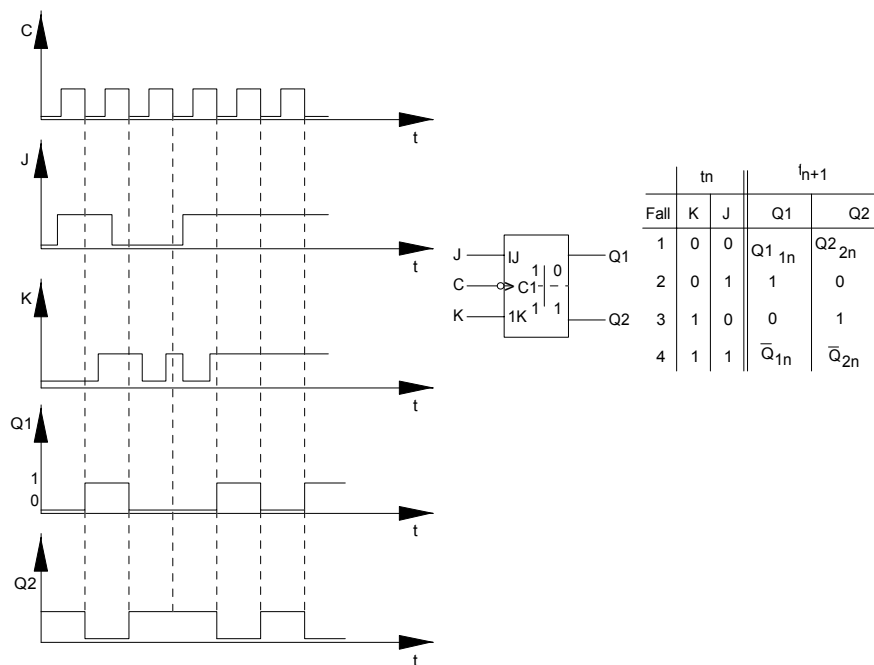 C
t
J
t
K
t
Q1
1
0
t
Q2
t
J
C
K
IJ
C1
1K
1 0
1 1
Q1
Q2
tn tn+1
Fall K J Q1 Q2
1 0 0 Q1 1n Q2 2n
2 0 1 1 0
3 1 0 0 1
4 1 1 Q̅1n Q̅2n